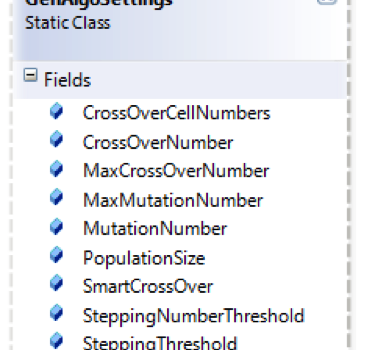 GenAlgoSettings
Static Class
Fields
CrossOverCellNumbers
CrossOverNumber
MaxCrossOverNumber
MaxMutationNumber
MutationNumber
PopulationSize
SmartCrossOver
SteppingNumberThreshold
SteppingThreshold